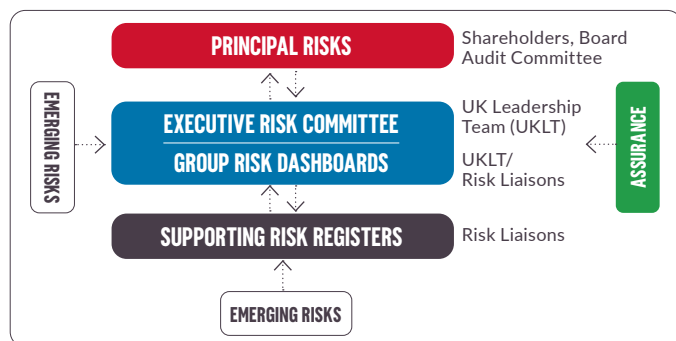 PRINCIPAL RISKS
Shareholders, Board
Audit Committee
EMERGING RISKS
EXECUTIVE RISK COMMITTEE
UK Leadership
Team (UKLT)
GROUP RISK DASHBOARDS
UKLT/
Risk Liaisons
ASSURANCE
SUPPORTING RISK REGISTERS
Risk Liaisons
EMERGING RISKS